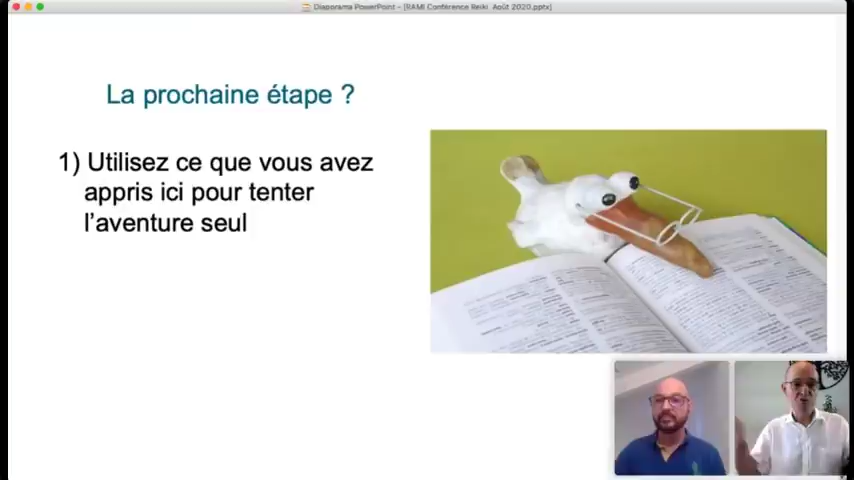 Diaporama PowerPoint - [RAMI Conférence Reiki Août 2020.pptx]
La prochaine étape ?
1) Utilisez ce que vous avez
appris ici pour tenter
l’aventure seul